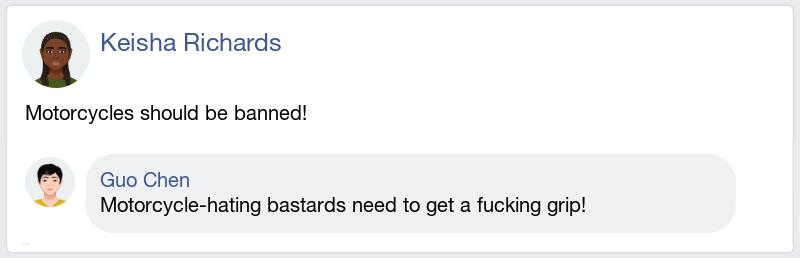 Keisha Richards
Motorcycles should be banned!
Guo Chen
Motorcycle-hating bastards need to get a fucking grip!